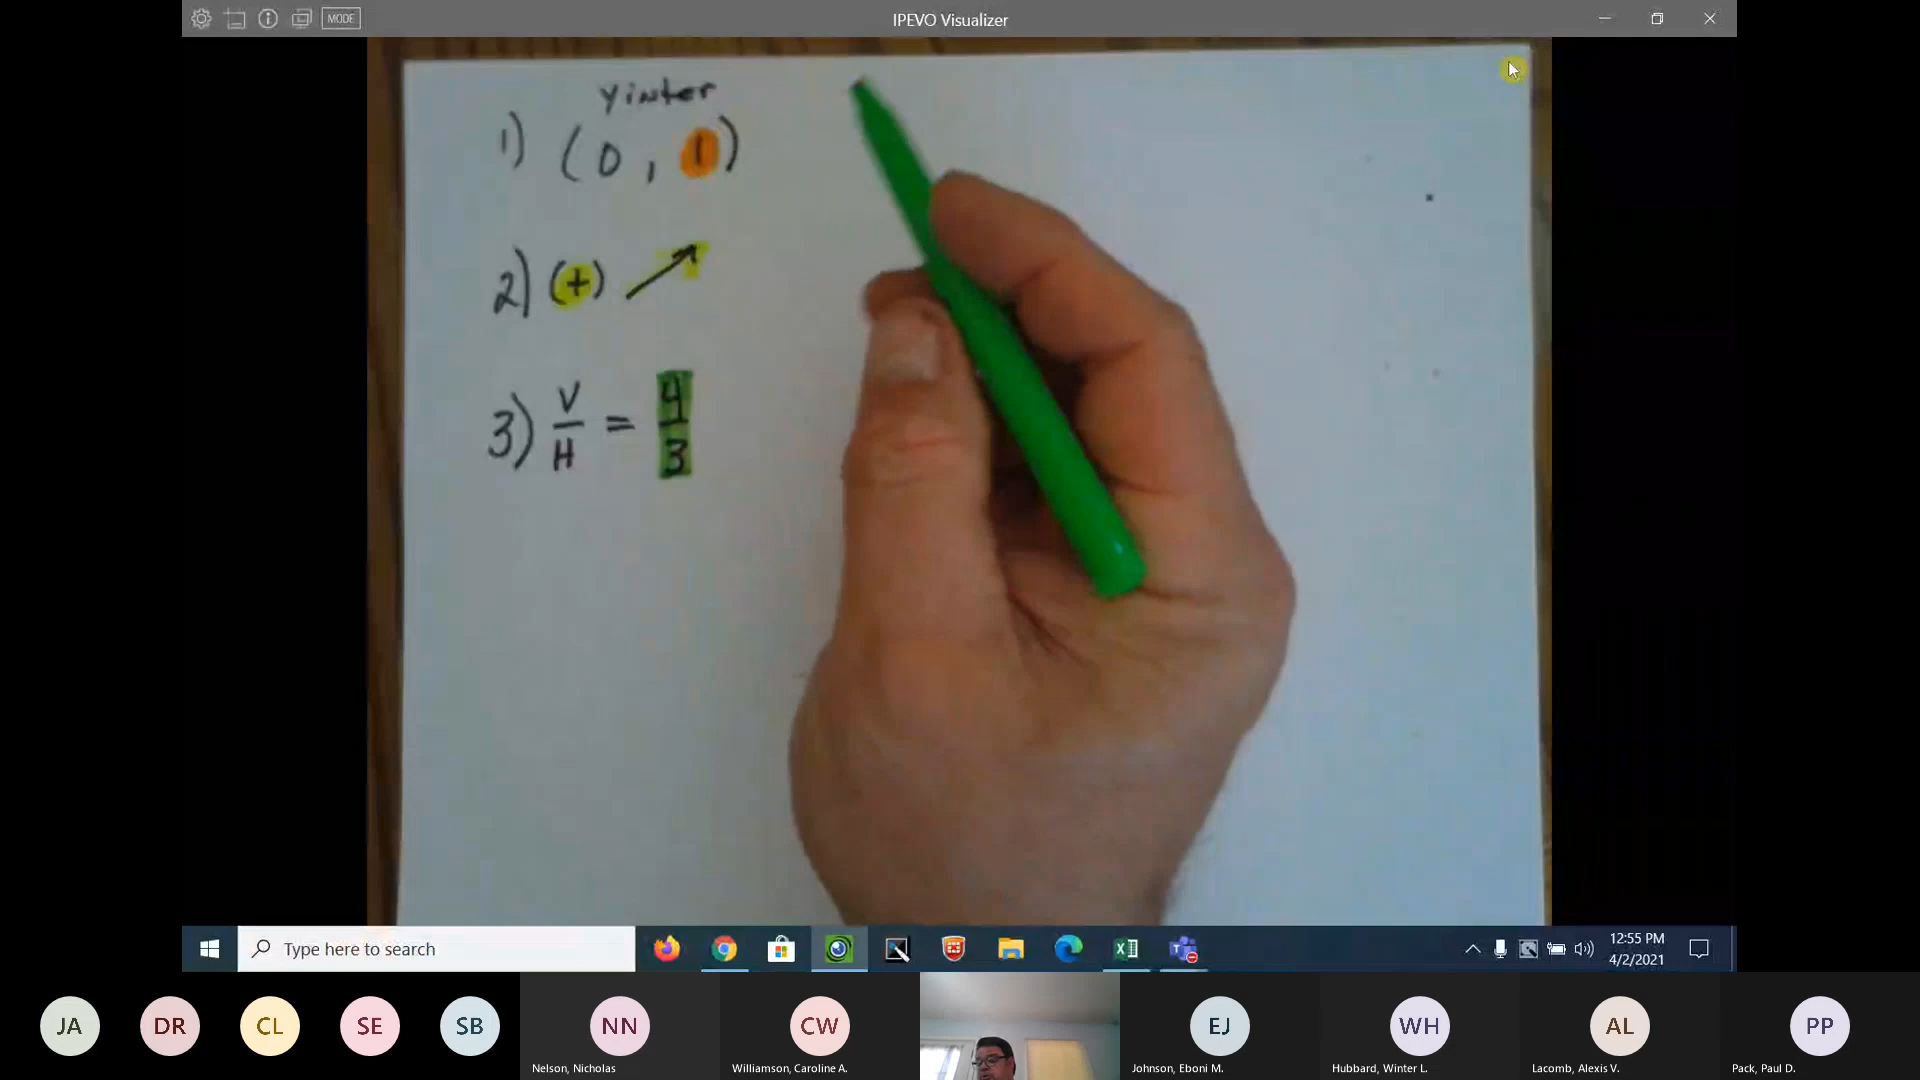 MODE
IPEVO Visualizer
Yinter
1) (0, 1)
2) (+)
3) V/H = 4/3
Type here to search
12:55 PM
4/2/2021
JA
DR
CL
SE
SB
NN
CW
EJ
WH
AL
PP
Nelson, Nicholas
Williamson, Caroline A.
Johnson, Eboni M.
Hubbard, Winter L.
Lacomb, Alexis V.
Pack, Paul D.